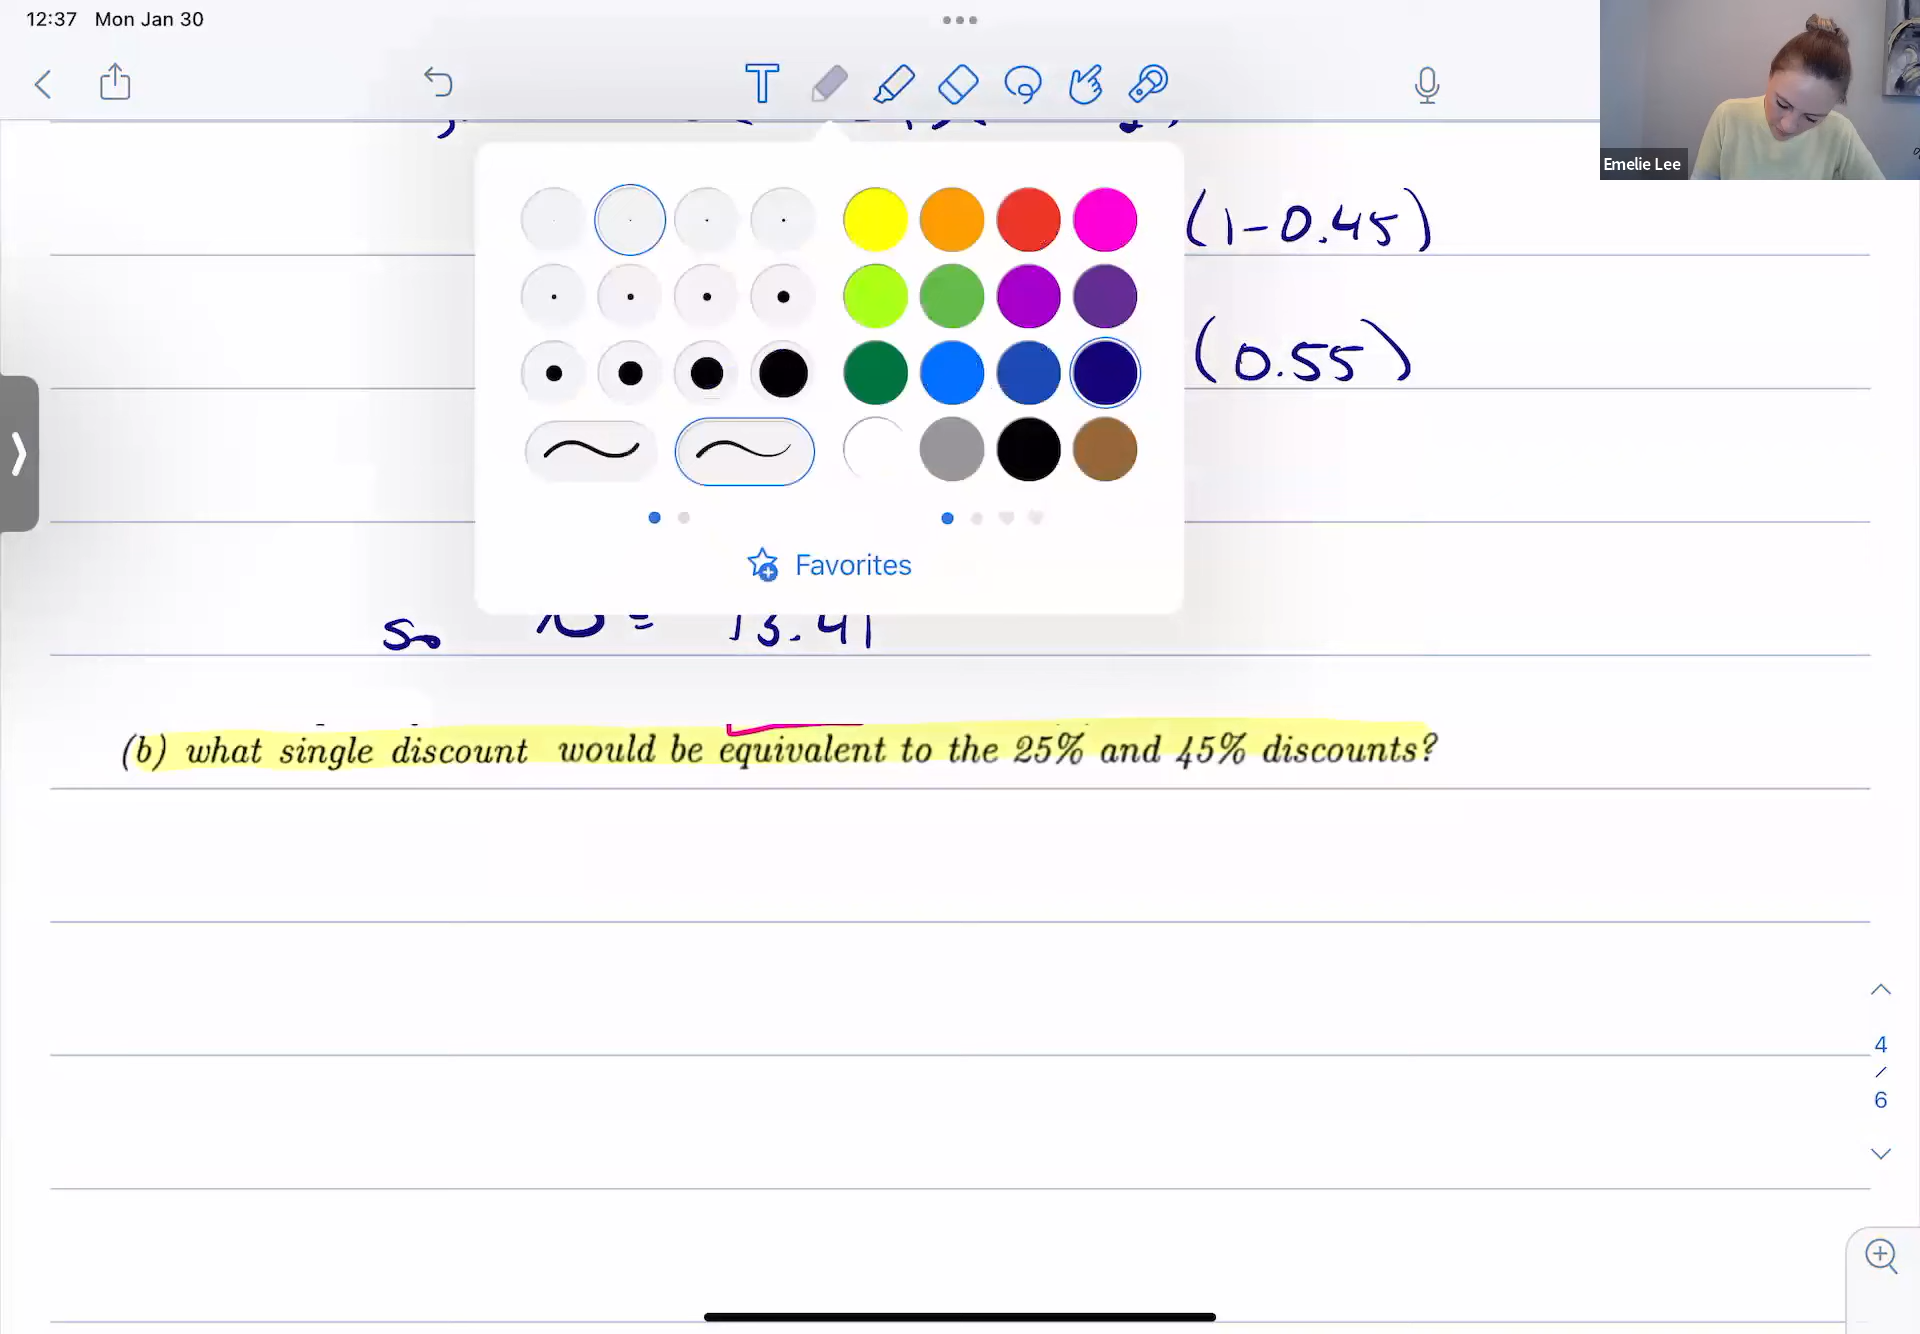 12:37 Mon Jan 30
T
Emelie Lee
(1-0.45)
(0.55)
Favorites
So N = 13.41
(b) what single discount would be equivalent to the 25% and 45% discounts?
4
/
6